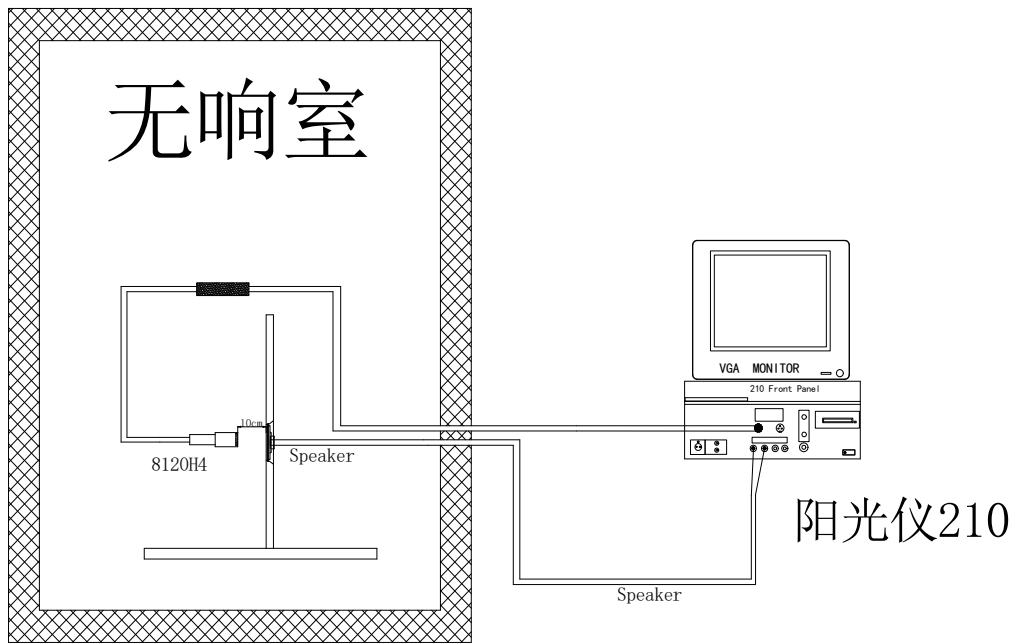 无响室
VGA MONITOR
210 Front Panel
10cm
8120H4
Speaker
阳光仪210
Speaker